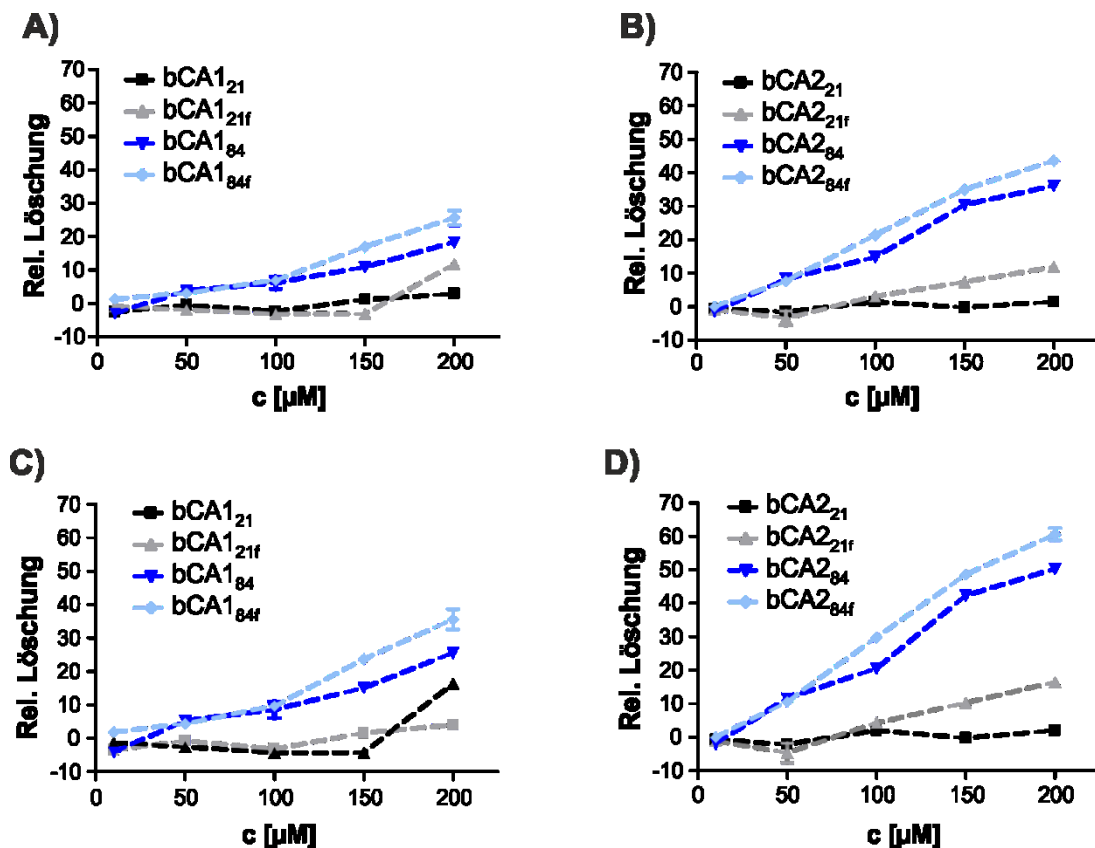 A)
Rel. Löschung
70
60
50
40
30
20
10
0
-10
bCA1₂₁
bCA1₂₁f
bCA1₈₄
bCA1₈₄f
0 50 100 150 200
c [µM]
B)
Rel. Löschung
70
60
50
40
30
20
10
0
-10
bCA2₂₁
bCA2₂₁f
bCA2₈₄
bCA2₈₄f
0 50 100 150 200
c [µM]
C)
Rel. Löschung
70
60
50
40
30
20
10
0
-10
bCA1₂₁
bCA1₂₁f
bCA1₈₄
bCA1₈₄f
0 50 100 150 200
c [µM]
D)
Rel. Löschung
70
60
50
40
30
20
10
0
-10
bCA2₂₁
bCA2₂₁f
bCA2₈₄
bCA2₈₄f
0 50 100 150 200
c [µM]